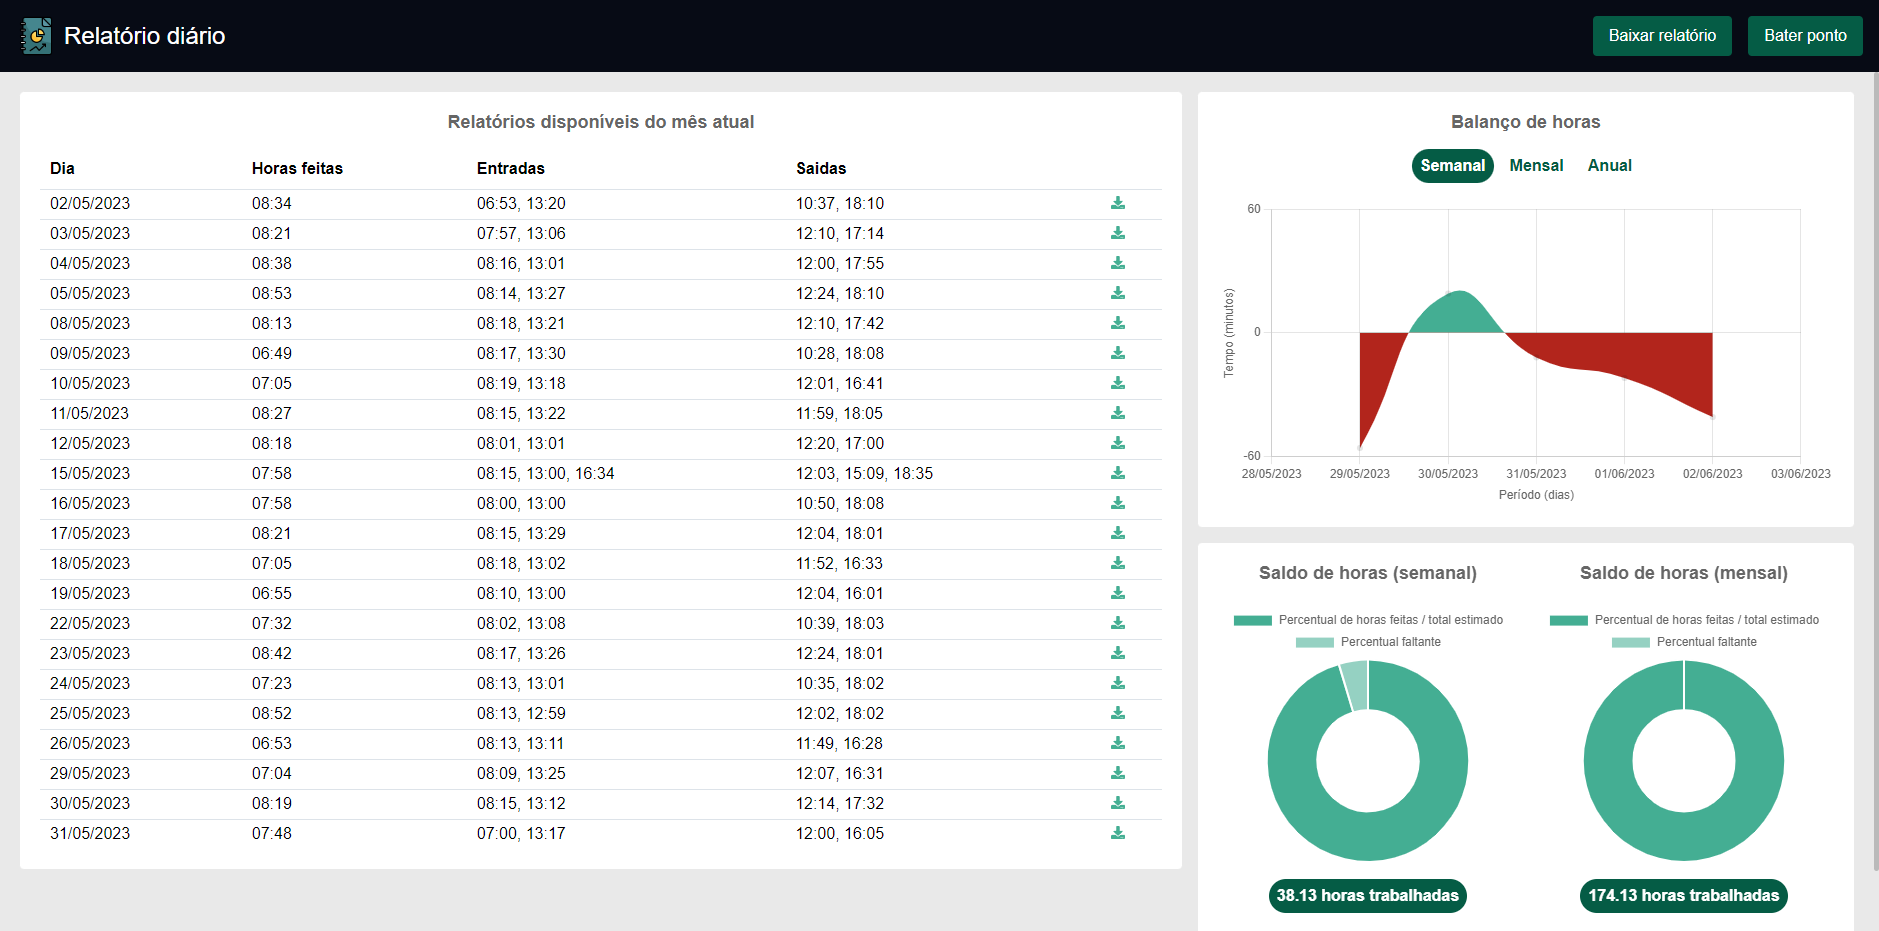 Relatório diário
Baixar relatório
Bater ponto
Relatórios disponíveis do mês atual
Dia Horas feitas Entradas Saidas
02/05/2023 08:34 06:53, 13:20 10:37, 18:10
03/05/2023 08:21 07:57, 13:06 12:10, 17:14
04/05/2023 08:38 08:16, 13:01 12:00, 17:55
05/05/2023 08:53 08:14, 13:27 12:24, 18:10
08/05/2023 08:13 08:18, 13:21 12:10, 17:42
09/05/2023 06:49 08:17, 13:30 10:28, 18:08
10/05/2023 07:05 08:19, 13:18 12:01, 16:41
11/05/2023 08:27 08:15, 13:22 11:59, 18:05
12/05/2023 08:18 08:01, 13:01 12:20, 17:00
15/05/2023 07:58 08:15, 13:00, 16:34 12:03, 15:09, 18:35
16/05/2023 07:58 08:00, 13:00 10:50, 18:08
17/05/2023 08:21 08:15, 13:29 12:04, 18:01
18/05/2023 07:05 08:18, 13:02 11:52, 16:33
19/05/2023 06:55 08:10, 13:00 12:04, 16:01
22/05/2023 07:32 08:02, 13:08 10:39, 18:03
23/05/2023 08:42 08:17, 13:26 12:24, 18:01
24/05/2023 07:23 08:13, 13:01 10:35, 18:02
25/05/2023 08:52 08:13, 12:59 12:02, 18:02
26/05/2023 06:53 08:13, 13:11 11:49, 16:28
29/05/2023 07:04 08:09, 13:25 12:07, 16:31
30/05/2023 08:19 08:15, 13:12 12:14, 17:32
31/05/2023 07:48 07:00, 13:17 12:00, 16:05
Balanço de horas
Semanal Mensal Anual
Tempo (minutos)
60
0
-60
28/05/2023 29/05/2023 30/05/2023 31/05/2023 01/06/2023 02/06/2023 03/06/2023
Período (dias)
Saldo de horas (semanal)
Percentual de horas feitas / total estimado
Percentual faltante
38.13 horas trabalhadas
Saldo de horas (mensal)
Percentual de horas feitas / total estimado
Percentual faltante
174.13 horas trabalhadas